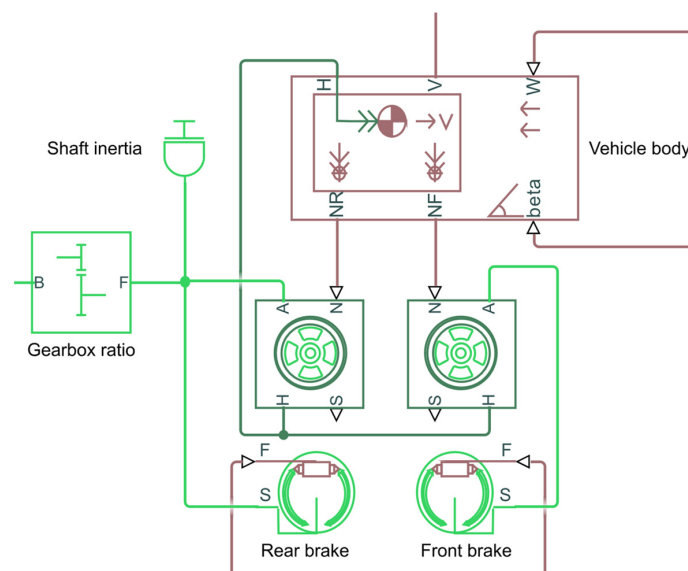 H
V
W
Shaft inertia
V
Vehicle body
NR
NF
beta
B
F
Gearbox ratio
A
N
N
A
H
S
S
H
F
F
S
S
Rear brake
Front brake